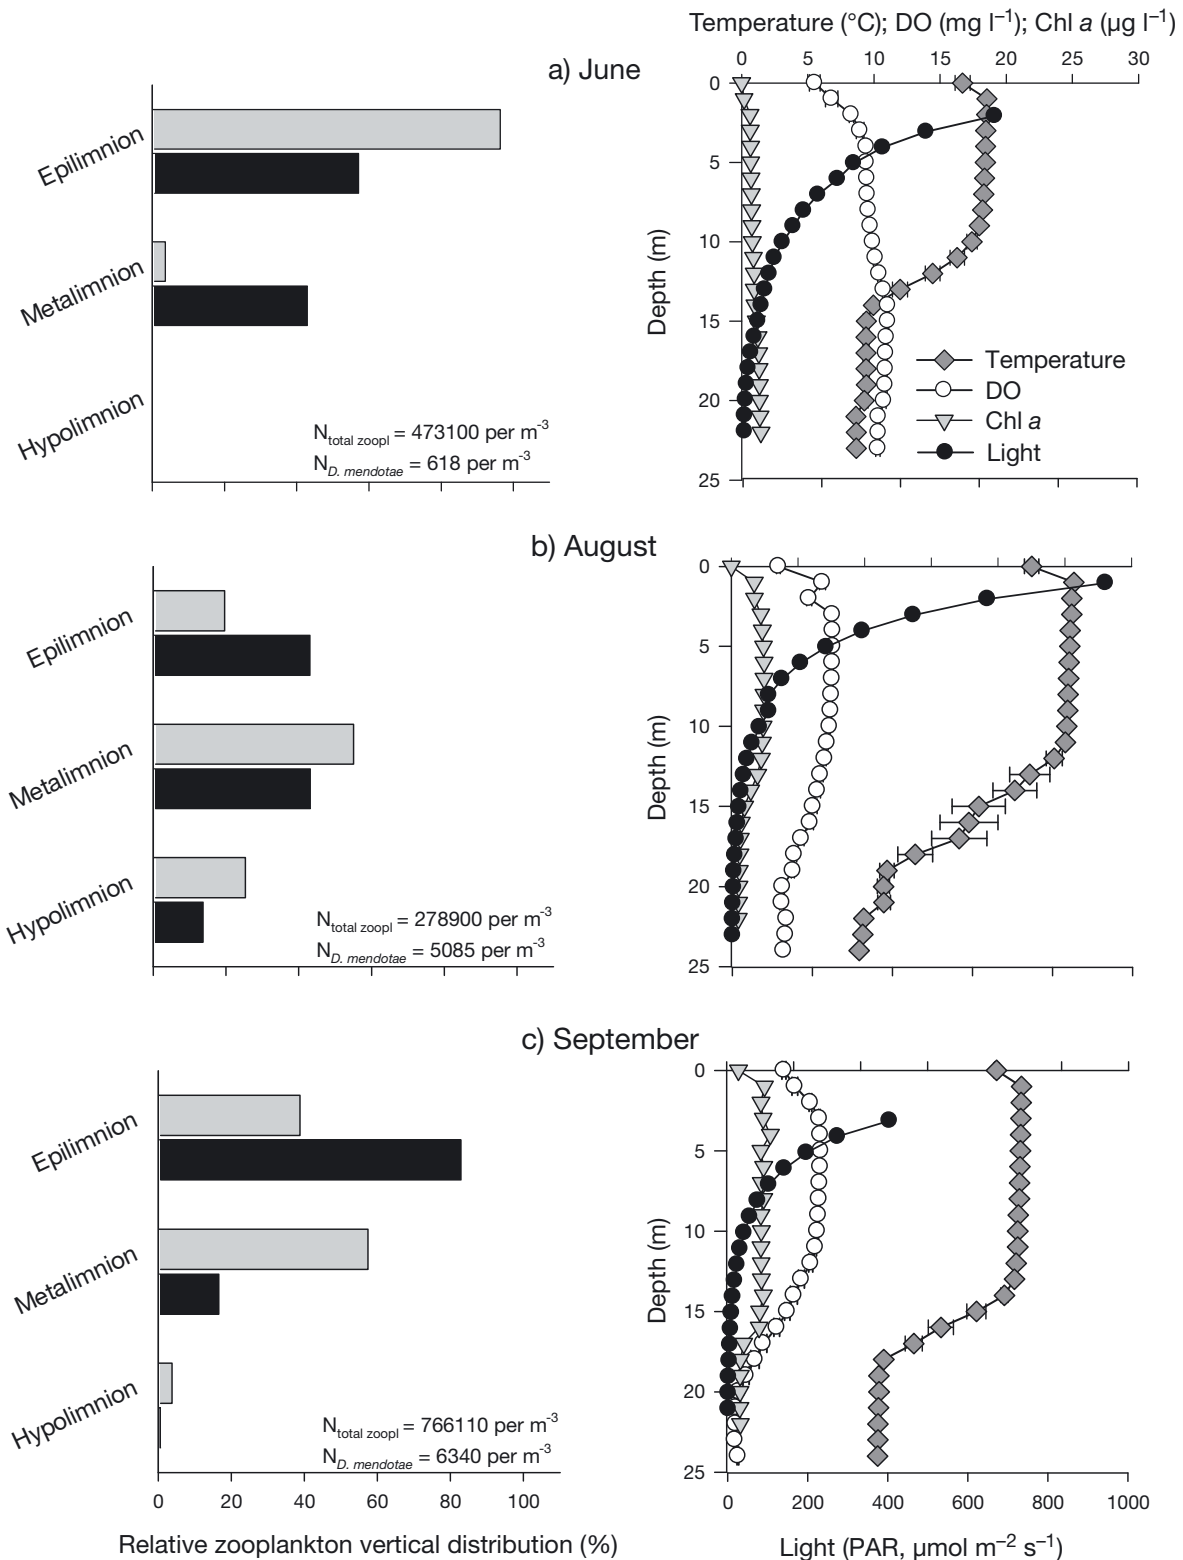 Temperature (°C); DO (mg l⁻¹); Chl a (µg l⁻¹)
0 5 10 15 20 25 30
a) June
Epilimnion
Metalimnion
Hypolimnion
N_total zoopl = 473100 per m⁻³
N_D. mendotae = 618 per m⁻³
Depth (m)
0
5
10
15
20
25
Temperature
DO
Chl a
Light
b) August
Epilimnion
Metalimnion
Hypolimnion
N_total zoopl = 278900 per m⁻³
N_D. mendotae = 5085 per m⁻³
Depth (m)
0
5
10
15
20
25
c) September
Epilimnion
Metalimnion
Hypolimnion
N_total zoopl = 766110 per m⁻³
N_D. mendotae = 6340 per m⁻³
0 20 40 60 80 100
Relative zooplankton vertical distribution (%)
Depth (m)
0
5
10
15
20
25
0 200 400 600 800 1000
Light (PAR, µmol m⁻² s⁻¹)